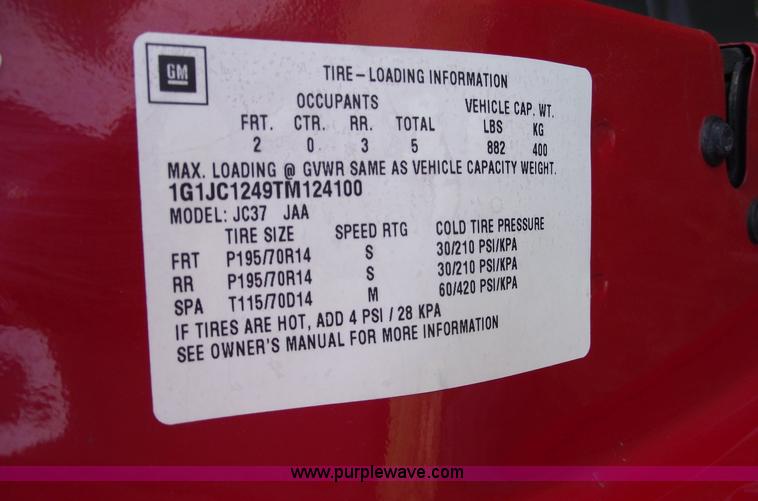 GM
TIRE – LOADING INFORMATION
OCCUPANTS VEHICLE CAP. WT.
FRT. CTR. RR. TOTAL LBS KG
2 0 3 5 882 400
MAX. LOADING @ GVWR SAME AS VEHICLE CAPACITY WEIGHT.
1G1JC1249TM124100
MODEL: JC37 JAA
TIRE SIZE SPEED RTG COLD TIRE PRESSURE
FRT P195/70R14 S 30/210 PSI/KPA
RR P195/70R14 S 30/210 PSI/KPA
SPA T115/70D14 M 60/420 PSI/KPA
IF TIRES ARE HOT, ADD 4 PSI / 28 KPA
SEE OWNER'S MANUAL FOR MORE INFORMATION
www.purplewave.com